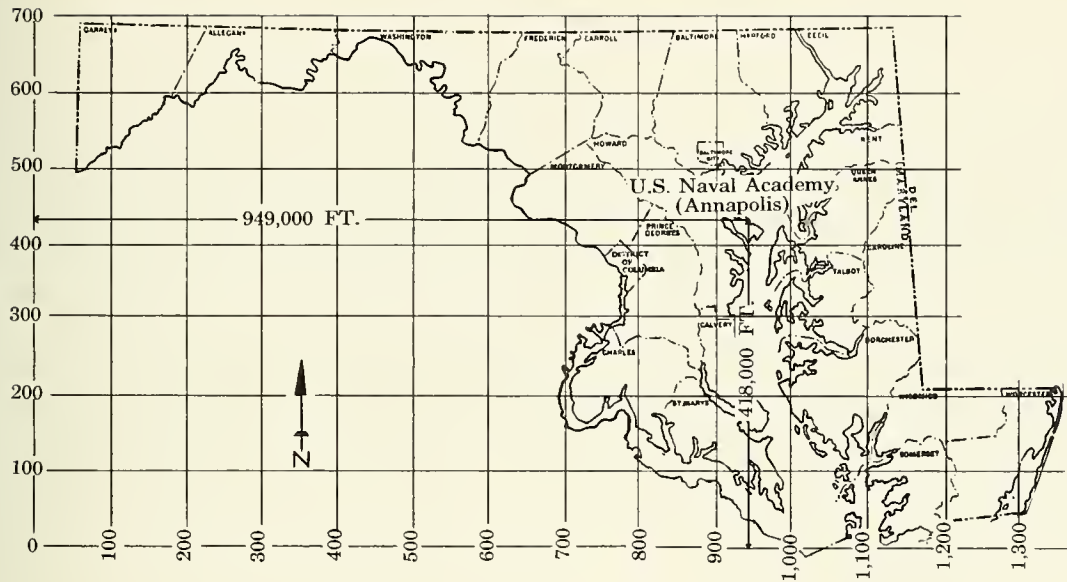 700
600
500
400
300
200
100
0
GARRETT
ALLEGANY
WASHINGTON
FREDERICK
CARROLL
BALTIMORE
HARFORD
CECIL
KENT
HOWARD
MONTGOMERY
BALTIMORE
CITY
QUEEN
ANNES
DEL
MARYLAND
U.S. Naval Academy
(Annapolis)
949,000 FT.
PRINCE
GEORGES
DISTRICT
OF
COLUMBIA
CAROLINE
TALBOT
CALVERT
418,000 FT
CHARLES
DORCHESTER
ST. MARYS
WICOMICO
WORCESTER
SOMERSET
N
100
200
300
400
500
600
700
800
900
1,000
1,100
1,200
1,300